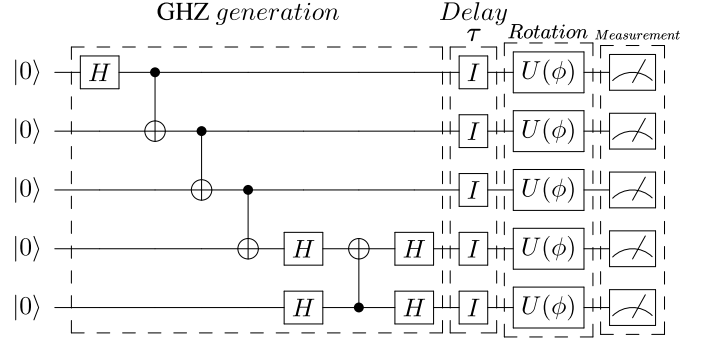 GHZ generation
Delay
τ
Rotation
Measurement
|0⟩ H I U(ϕ)
|0⟩ I U(ϕ)
|0⟩ I U(ϕ)
|0⟩ H H I U(ϕ)
|0⟩ H H I U(ϕ)